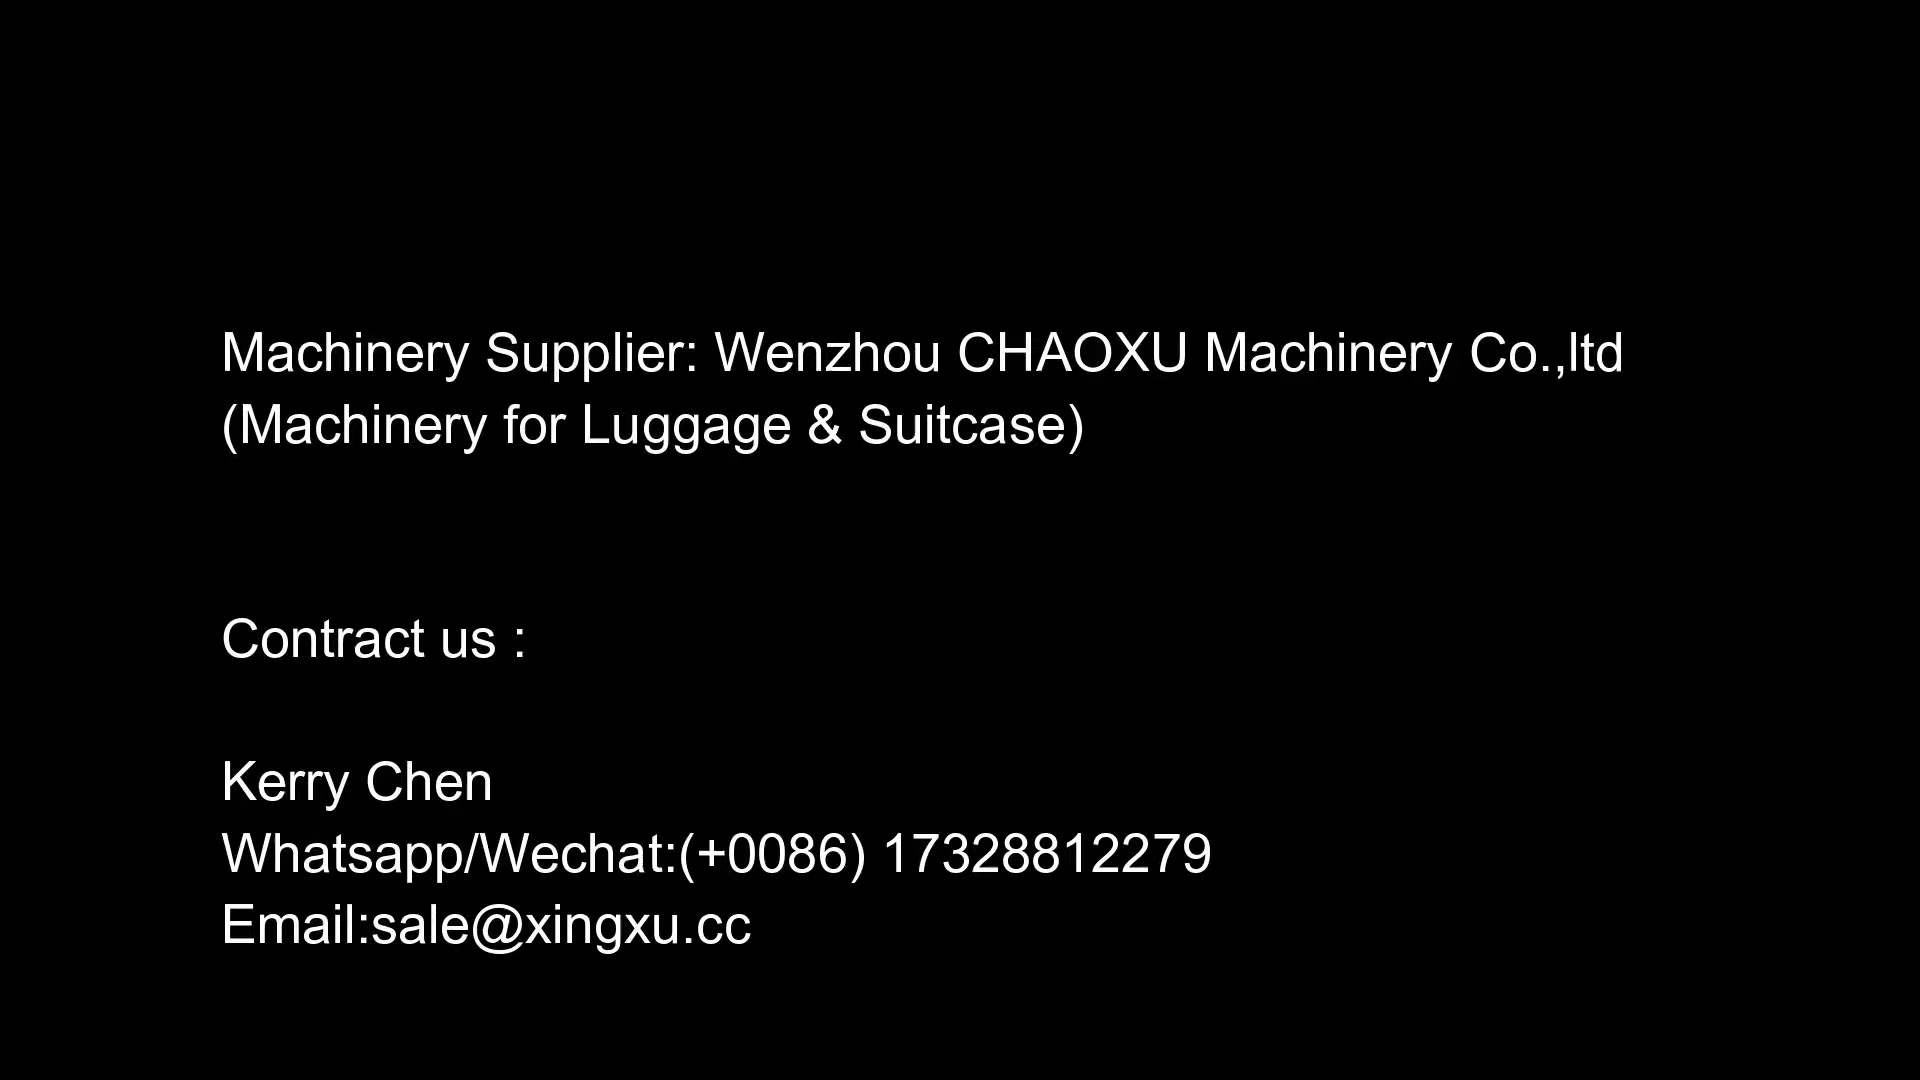 Machinery Supplier: Wenzhou CHAOXU Machinery Co.,ltd
(Machinery for Luggage & Suitcase)
Contract us :
Kerry Chen
Whatsapp/Wechat:(+0086) 17328812279
Email:sale@xingxu.cc